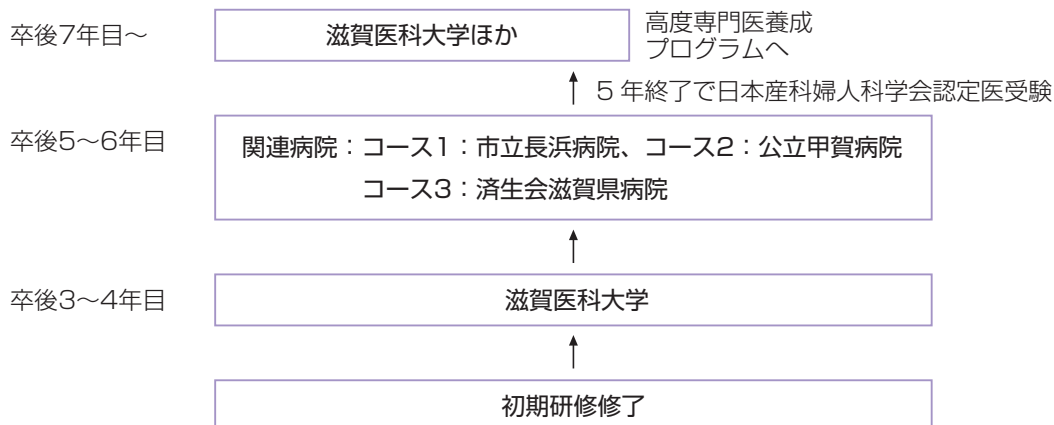 卒後7年目～
滋賀医科大学ほか
高度専門医養成
プログラムへ
5年終了で日本産科婦人科学会認定医受験
卒後5～6年目
関連病院：コース1：市立長浜病院、コース2：公立甲賀病院
コース3：済生会滋賀県病院
卒後3～4年目
滋賀医科大学
初期研修修了